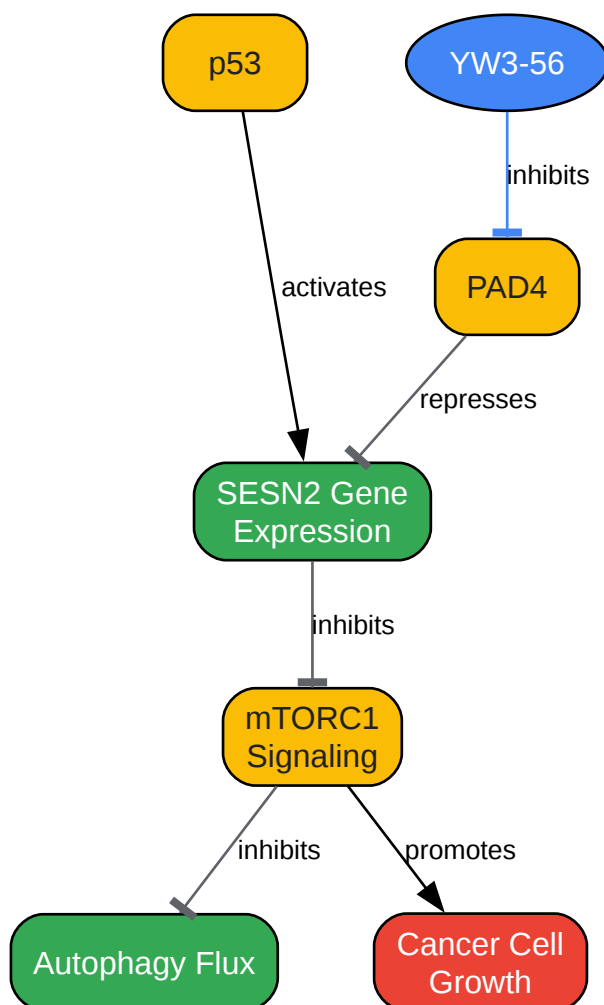 p53
YW3-56
inhibits
activates
PAD4
represses
SESN2 Gene
Expression
inhibits
mTORC1
Signaling
inhibits
promotes
Autophagy Flux
Cancer Cell
Growth